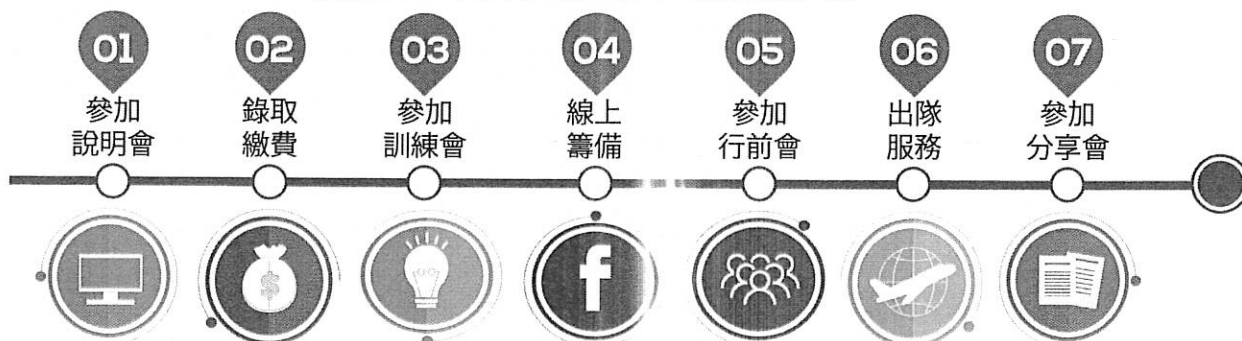 01
參加
說明會
02
錄取
繳費
03
參加
訓練會
04
線上
籌備
05
參加
行前會
06
出隊
服務
07
參加
分享會
$
f